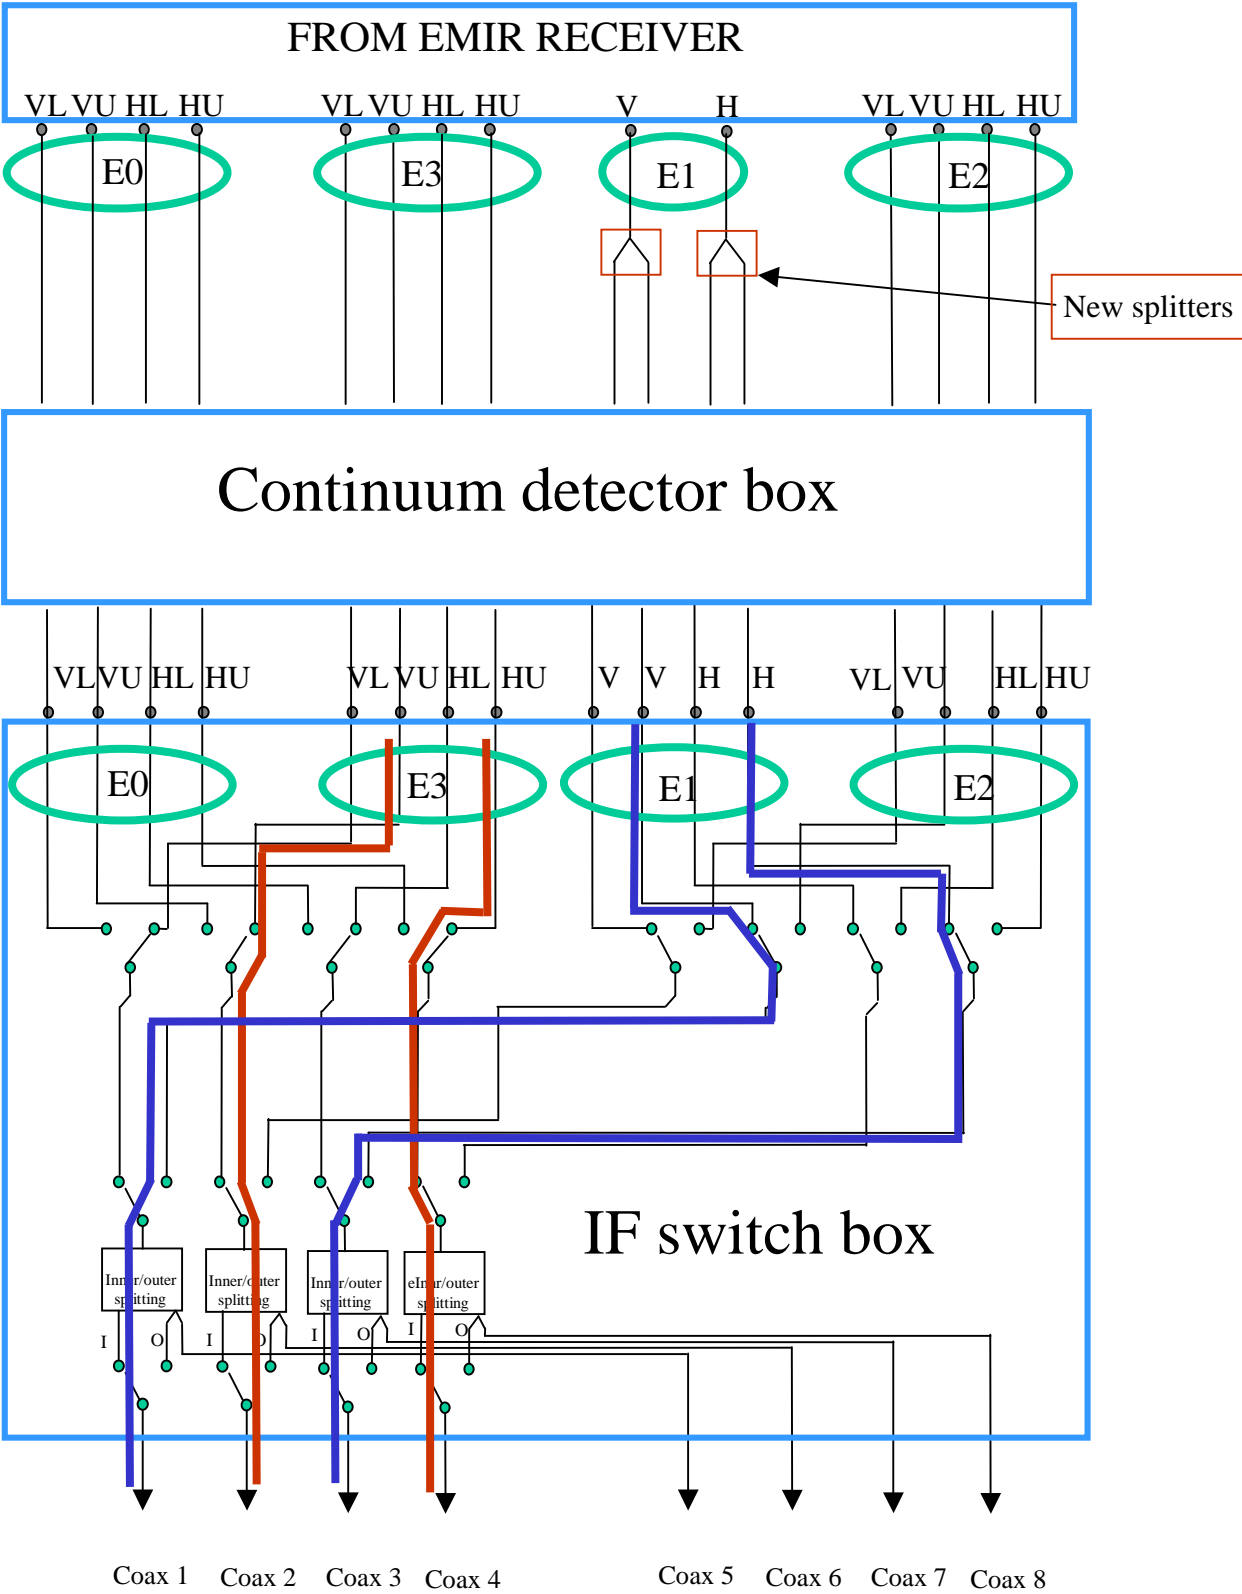 FROM EMIR RECEIVER
VL VU HL HU VL VU HL HU V H VL VU HL HU
E0 E3 E1 E2
New splitters
Continuum detector box
VL VU HL HU VL VU HL HU V V H H VL VU HL HU
E0 E3 E1 E2
IF switch box
Inner/outer Inner/outer Inner/outer eInnr/outer
splitting splitting splitting splitting
I O I O I O I O
Coax 1 Coax 2 Coax 3 Coax 4 Coax 5 Coax 6 Coax 7 Coax 8